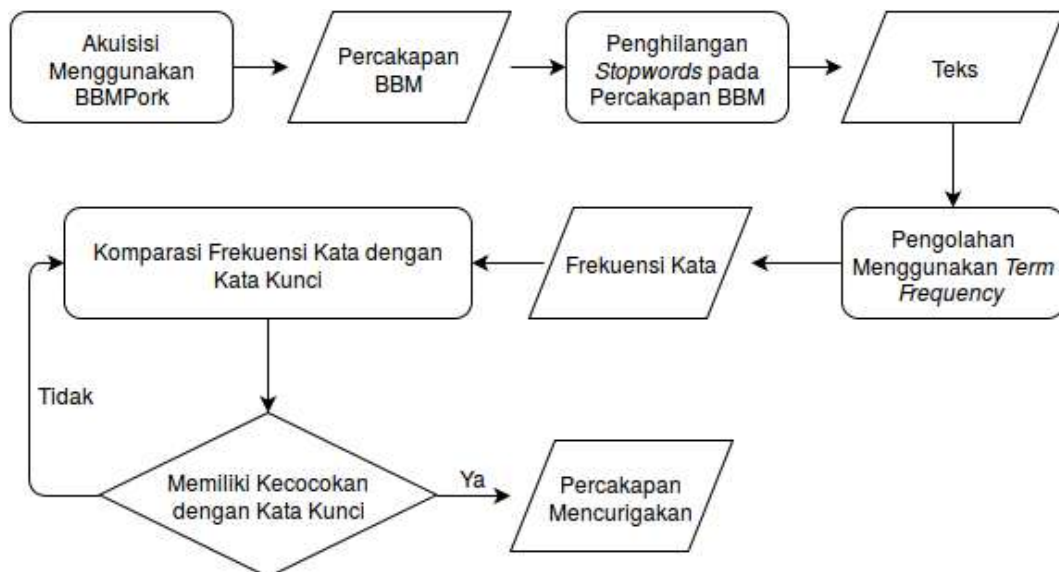 Akuisisi
Menggunakan
BBMPork
Percakapan
BBM
Penghilangan
Stopwords pada
Percakapan BBM
Teks
Pengolahan
Menggunakan Term
Frequency
Frekuensi Kata
Komparasi Frekuensi Kata dengan
Kata Kunci
Tidak
Memiliki Kecocokan
dengan Kata Kunci
Ya
Percakapan
Mencurigakan